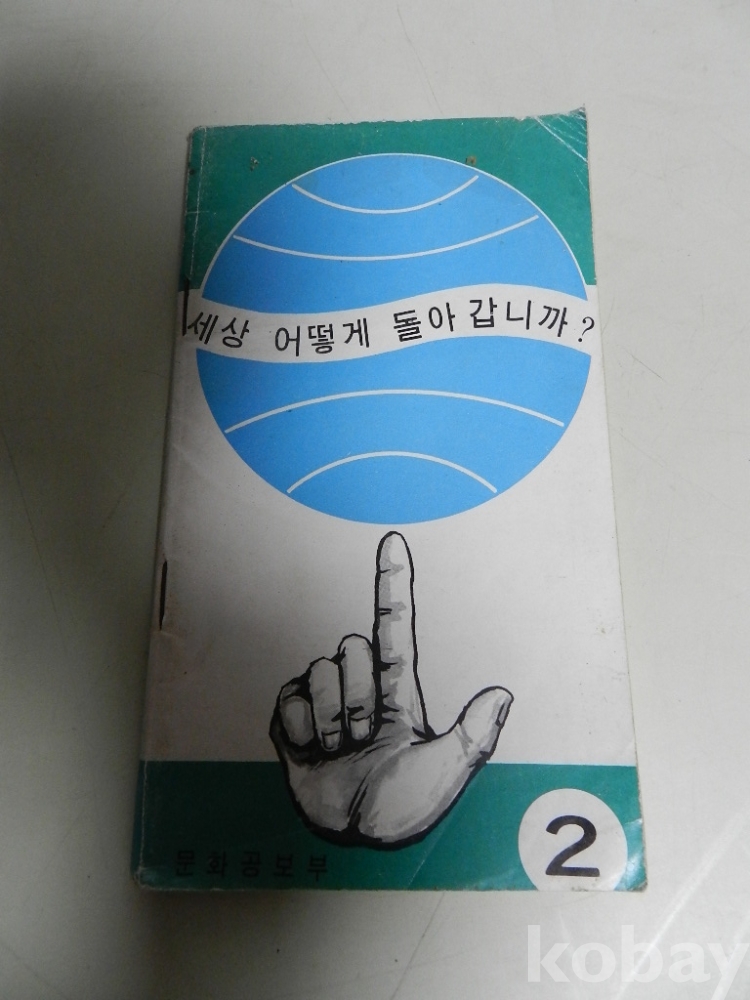 세상 어떻게 돌아갑니까?
문화공보부
2
kobay